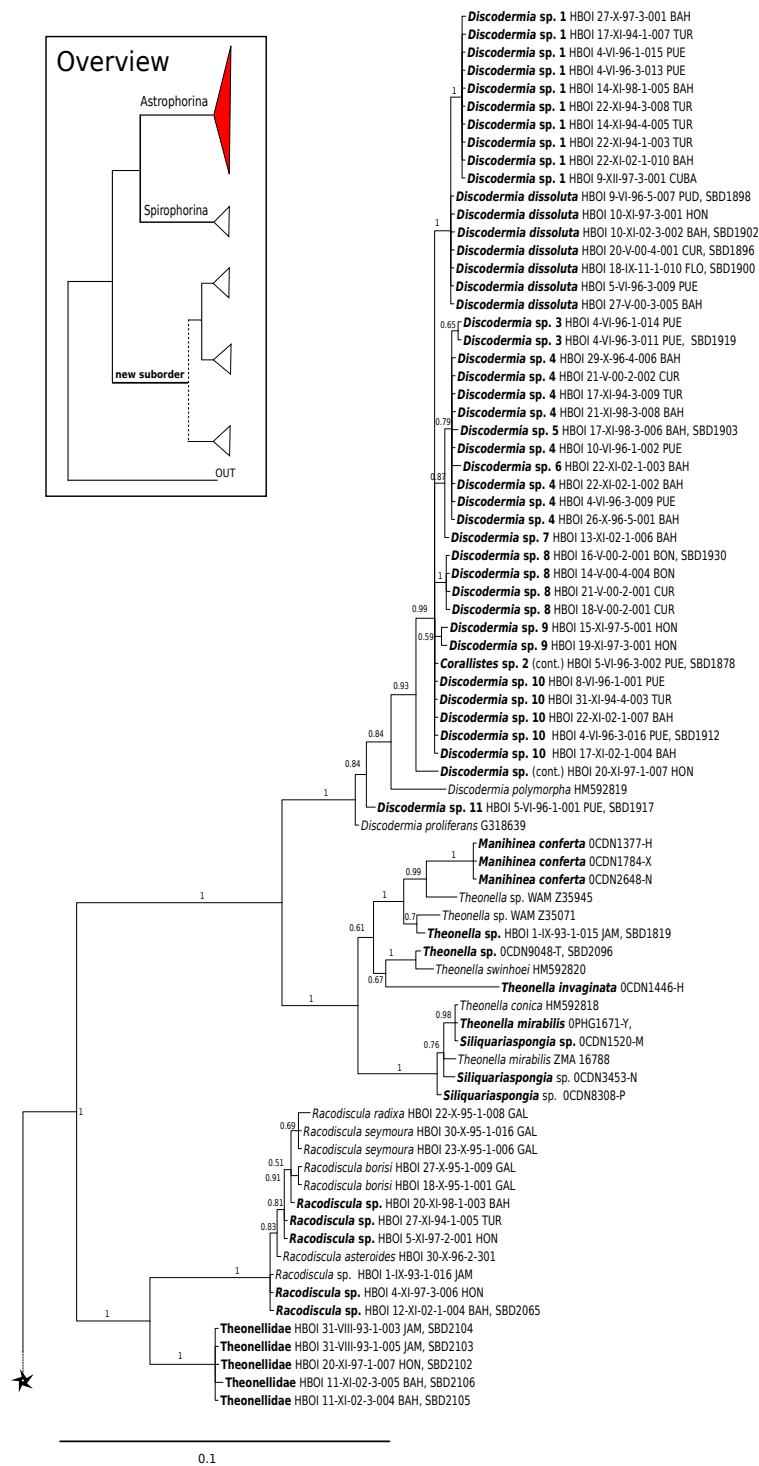 Overview
Astrophorina
Spirophorina
new suborder
OUT
Discodermia sp. 1 HBOI 27-X-97-3-001 BAH
Discodermia sp. 1 HBOI 17-XI-94-1-007 TUR
Discodermia sp. 1 HBOI 4-VI-96-1-015 PUE
Discodermia sp. 1 HBOI 4-VI-96-3-013 PUE
1
Discodermia sp. 1 HBOI 14-XI-98-1-005 BAH
Discodermia sp. 1 HBOI 22-XI-94-3-008 TUR
Discodermia sp. 1 HBOI 14-XI-94-4-005 TUR
Discodermia sp. 1 HBOI 22-XI-94-1-003 TUR
Discodermia sp. 1 HBOI 22-XI-02-1-010 BAH
Discodermia sp. 1 HBOI 9-XII-97-3-001 CUBA
Discodermia dissoluta HBOI 9-VI-96-5-007 PUD, SBD1898
Discodermia dissoluta HBOI 10-XI-97-3-001 HON
1
Discodermia dissoluta HBOI 10-XI-02-3-002 BAH, SBD1902
Discodermia dissoluta HBOI 20-V-00-4-001 CUR, SBD1896
Discodermia dissoluta HBOI 18-IX-11-1-010 FLO, SBD1900
Discodermia dissoluta HBOI 5-VI-96-3-009 PUE
Discodermia dissoluta HBOI 27-V-00-3-005 BAH
0.65
Discodermia sp. 3 HBOI 4-VI-96-1-014 PUE
Discodermia sp. 3 HBOI 4-VI-96-3-011 PUE, SBD1919
Discodermia sp. 4 HBOI 29-X-96-4-006 BAH
Discodermia sp. 4 HBOI 21-V-00-2-002 CUR
Discodermia sp. 4 HBOI 17-XI-94-3-009 TUR
Discodermia sp. 4 HBOI 21-XI-98-3-008 BAH
0.79
Discodermia sp. 5 HBOI 17-XI-98-3-006 BAH, SBD1903
Discodermia sp. 4 HBOI 10-VI-96-1-002 PUE
Discodermia sp. 6 HBOI 22-XI-02-1-003 BAH
0.87
Discodermia sp. 4 HBOI 22-XI-02-1-002 BAH
Discodermia sp. 4 HBOI 4-VI-96-3-009 PUE
Discodermia sp. 4 HBOI 26-X-96-5-001 BAH
Discodermia sp. 7 HBOI 13-XI-02-1-006 BAH
Discodermia sp. 8 HBOI 16-V-00-2-001 BON, SBD1930
1
Discodermia sp. 8 HBOI 14-V-00-4-004 BON
Discodermia sp. 8 HBOI 21-V-00-2-001 CUR
Discodermia sp. 8 HBOI 18-V-00-2-001 CUR
0.99
Discodermia sp. 9 HBOI 15-XI-97-5-001 HON
0.59
Discodermia sp. 9 HBOI 19-XI-97-3-001 HON
Corallistes sp. 2 (cont.) HBOI 5-VI-96-3-002 PUE, SBD1878
Discodermia sp. 10 HBOI 8-VI-96-1-001 PUE
0.93
Discodermia sp. 10 HBOI 31-XI-94-4-003 TUR
Discodermia sp. 10 HBOI 22-XI-02-1-007 BAH
0.84
Discodermia sp. 10 HBOI 4-VI-96-3-016 PUE, SBD1912
Discodermia sp. 10 HBOI 17-XI-02-1-004 BAH
0.84
Discodermia sp. (cont.) HBOI 20-XI-97-1-007 HON
Discodermia polymorpha HM592819
1
Discodermia sp. 11 HBOI 5-VI-96-1-001 PUE, SBD1917
Discodermia proliferans G318639
Manihinea conferta 0CDN1377-H
1
Manihinea conferta 0CDN1784-X
0.99
Manihinea conferta 0CDN2648-N
1
1
Theonella sp. WAM Z35945
0.7
Theonella sp. WAM Z35071
0.61
Theonella sp. HBOI 1-IX-93-1-015 JAM, SBD1819
1
Theonella sp. 0CDN9048-T, SBD2096
Theonella swinhoei HM592820
0.67
Theonella invaginata 0CDN1446-H
1
Theonella conica HM592818
0.98
Theonella mirabilis 0PHG1671-Y,
Siliquariaspongia sp. 0CDN1520-M
0.76
Theonella mirabilis ZMA 16788
1
Siliquariaspongia sp. 0CDN3453-N
Siliquariaspongia sp. 0CDN8308-P
1
Racodiscula radixa HBOI 22-X-95-1-008 GAL
0.69
Racodiscula seymoura HBOI 30-X-95-1-016 GAL
Racodiscula seymoura HBOI 23-X-95-1-006 GAL
0.51
Racodiscula borisi HBOI 27-X-95-1-009 GAL
0.91
Racodiscula borisi HBOI 18-X-95-1-001 GAL
0.81
Racodiscula sp. HBOI 20-XI-98-1-003 BAH
Racodiscula sp. HBOI 27-XI-94-1-005 TUR
0.83
Racodiscula sp. HBOI 5-XI-97-2-001 HON
Racodiscula asteroides HBOI 30-X-96-2-301
1
Racodiscula sp. HBOI 1-IX-93-1-016 JAM
Racodiscula sp. HBOI 4-XI-97-3-006 HON
1
Racodiscula sp. HBOI 12-XI-02-1-004 BAH, SBD2065
Theonellidae HBOI 31-VIII-93-1-003 JAM, SBD2104
Theonellidae HBOI 31-VIII-93-1-005 JAM, SBD2103
1
Theonellidae HBOI 20-XI-97-1-007 HON, SBD2102
Theonellidae HBOI 11-XI-02-3-005 BAH, SBD2106
Theonellidae HBOI 11-XI-02-3-004 BAH, SBD2105
0.1